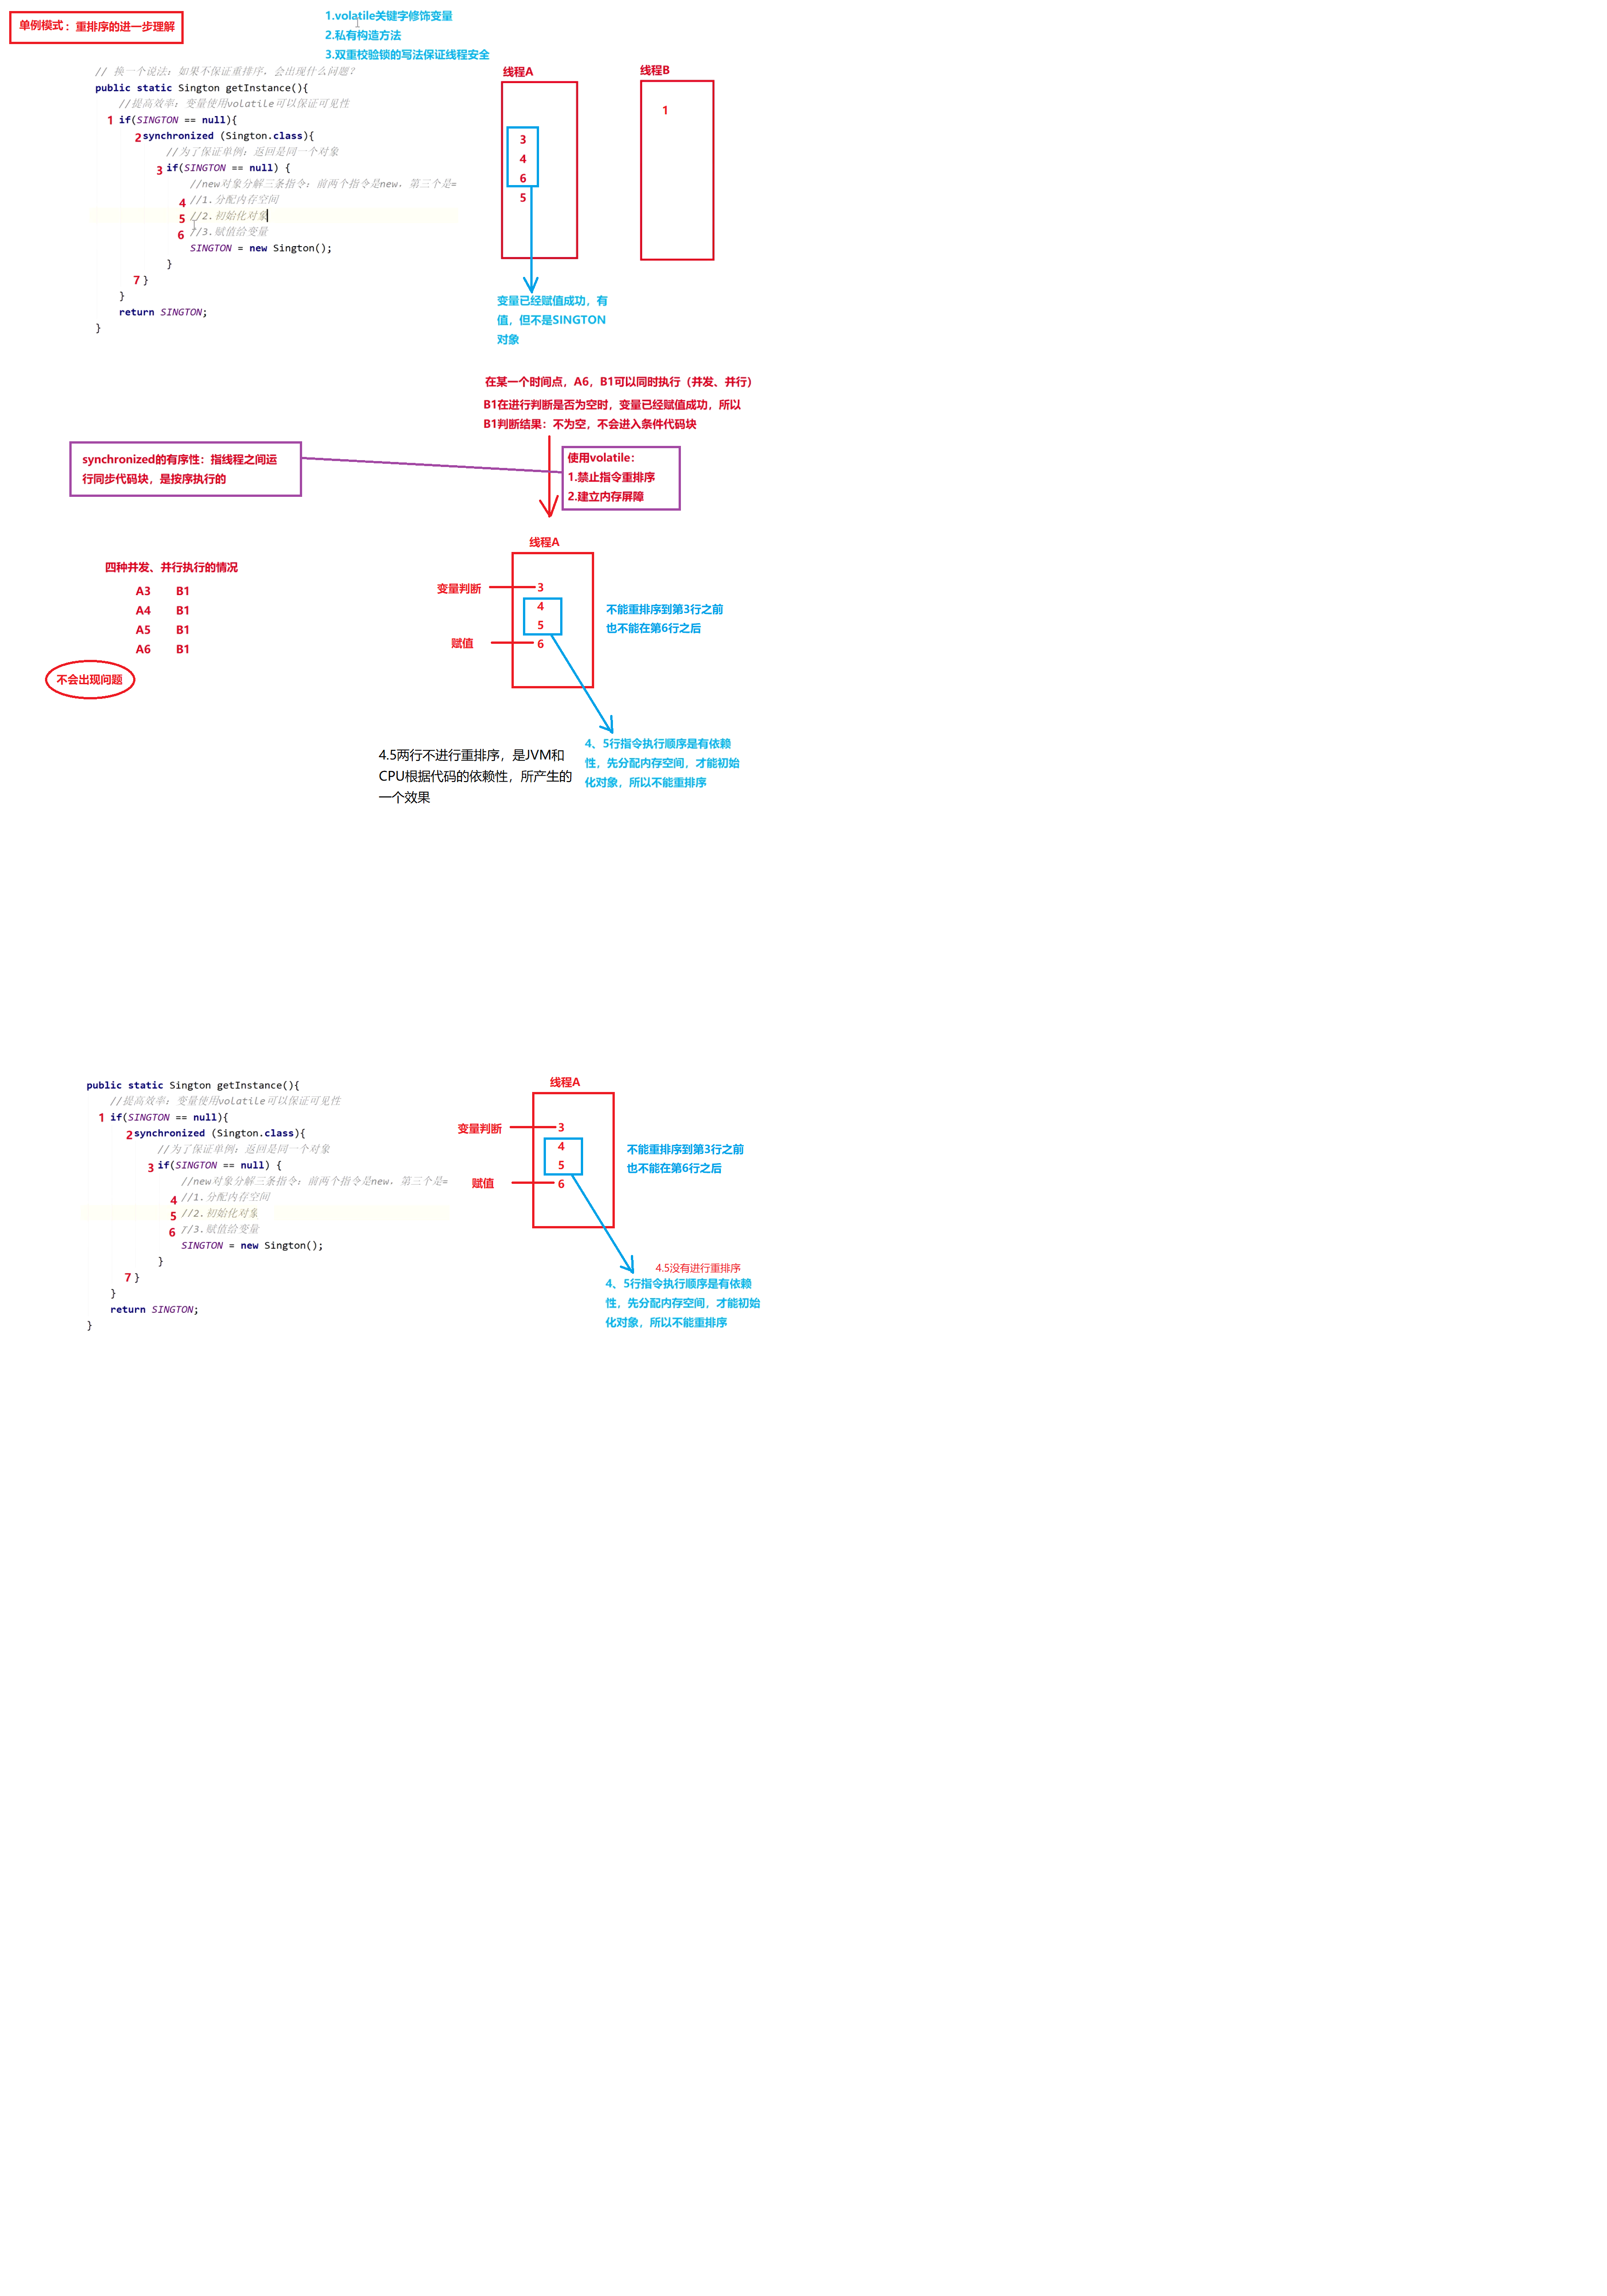 单例模式：重排序的进一步理解
1.volatile关键字修饰变量
2.私有构造方法
3.双重校验锁的写法保证线程安全
// 换一个说法：如果不保证重排序，会出现什么问题？
public static Sington getInstance(){
//提高效率：变量使用volatile可以保证可见性
1 if(SINGTON == null){
2 synchronized (Sington.class){
//为了保证单例：返回是同一个对象
3 if(SINGTON == null) {
//new对象分解三条指令：前两个指令是new，第三个是=
4 //1.分配内存空间
5 //2.初始化对象
6 //3.赋值给变量
SINGTON = new Sington();
}
7 }
}
return SINGTON;
}
线程A
3
4
6
5
线程B
1
变量已经赋值成功，有
值，但不是SINGTON
对象
在某一个时间点，A6，B1可以同时执行（并发、并行）
B1在进行判断是否为空时，变量已经赋值成功，所以
B1判断结果：不为空，不会进入条件代码块
synchronized的有序性：指线程之间运
行同步代码块，是按序执行的
使用volatile：
1.禁止指令重排序
2.建立内存屏障
四种并发、并行执行的情况
A3 B1
A4 B1
A5 B1
A6 B1
不会出现问题
线程A
变量判断 3
4
5
赋值 6
不能重排序到第3行之前
也不能在第6行之后
4.5两行不进行重排序，是JVM和
CPU根据代码的依赖性，所产生的
一个效果
4、5行指令执行顺序是有依赖
性，先分配内存空间，才能初始
化对象，所以不能重排序
public static Sington getInstance(){
//提高效率：变量使用volatile可以保证可见性
1 if(SINGTON == null){
2 synchronized (Sington.class){
//为了保证单例：返回是同一个对象
3 if(SINGTON == null) {
//new对象分解三条指令：前两个指令是new，第三个是=
4 //1.分配内存空间
5 //2.初始化对象
6 //3.赋值给变量
SINGTON = new Sington();
}
7 }
}
return SINGTON;
}
线程A
变量判断 3
4
5
赋值 6
不能重排序到第3行之前
也不能在第6行之后
4.5没有进行重排序
4、5行指令执行顺序是有依赖
性，先分配内存空间，才能初始
化对象，所以不能重排序